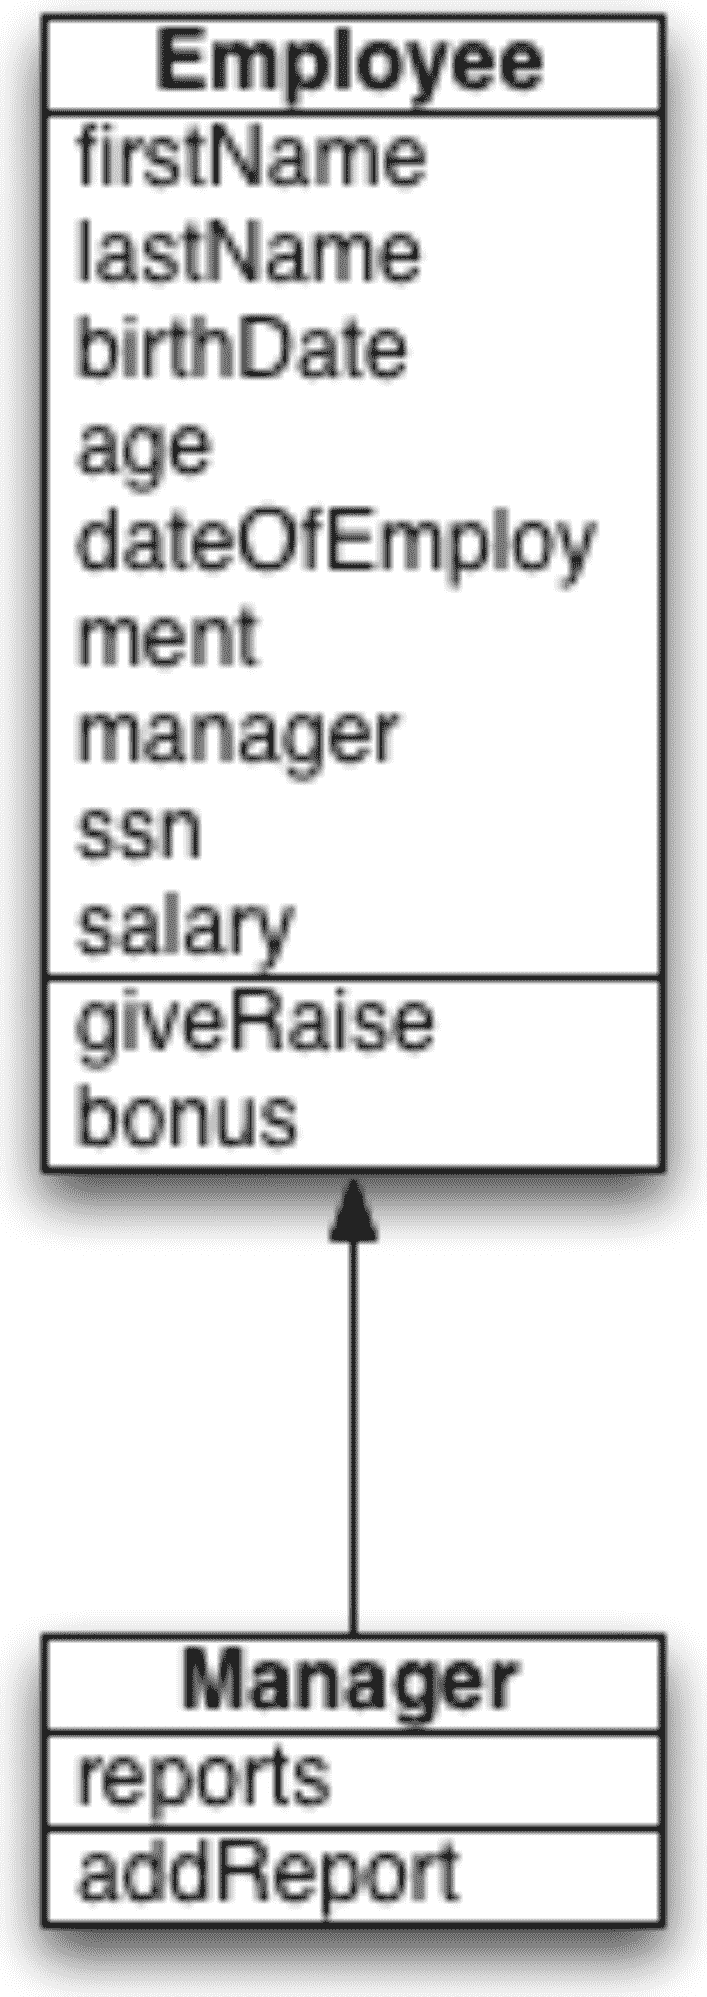 Employee
firstName
lastName
birthDate
age
dateOfEmploy
ment
manager
ssn
salary
giveRaise
bonus
Manager
reports
addReport